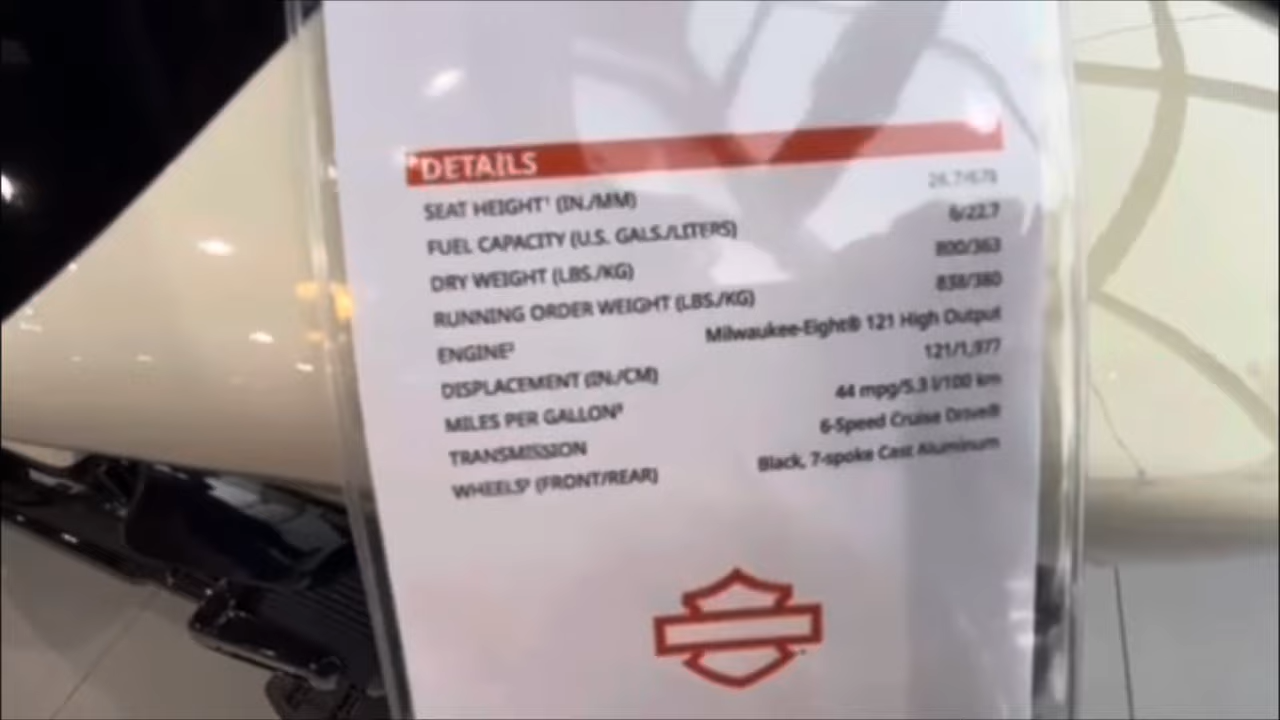 *DETAILS
SEAT HEIGHT¹ (IN./MM) 26.7/678
FUEL CAPACITY (U.S. GALS./LITERS) 6/22.7
DRY WEIGHT (LBS./KG) 800/363
RUNNING ORDER WEIGHT (LBS./KG) 838/380
ENGINE² Milwaukee-Eight® 121 High Output
DISPLACEMENT (IN./CM) 121/1,977
MILES PER GALLON³ 44 mpg/5.3 l/100 km
TRANSMISSION 6-Speed Cruise Drive®
WHEELS⁵ (FRONT/REAR) Black, 7-spoke Cast Aluminum